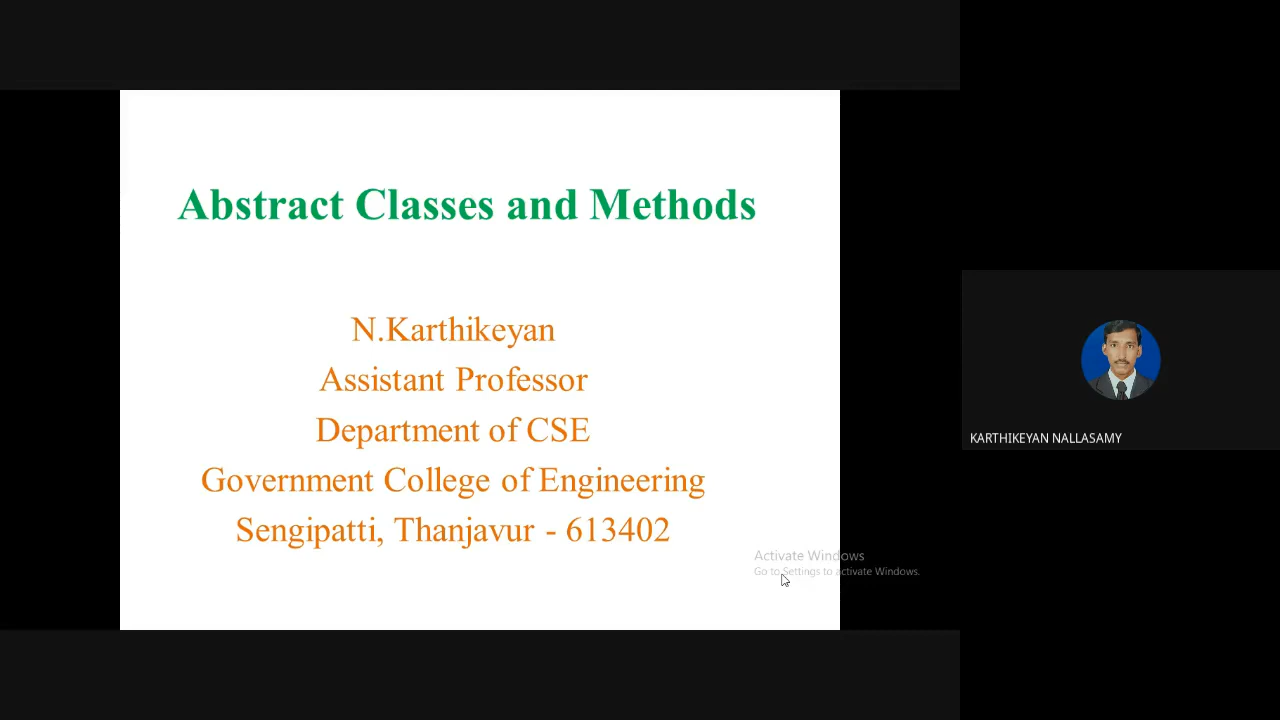 Abstract Classes and Methods
N.Karthikeyan
Assistant Professor
Department of CSE
Government College of Engineering
Sengipatti, Thanjavur - 613402
Activate Windows
Go to Settings to activate Windows.
KARTHIKEYAN NALLASAMY